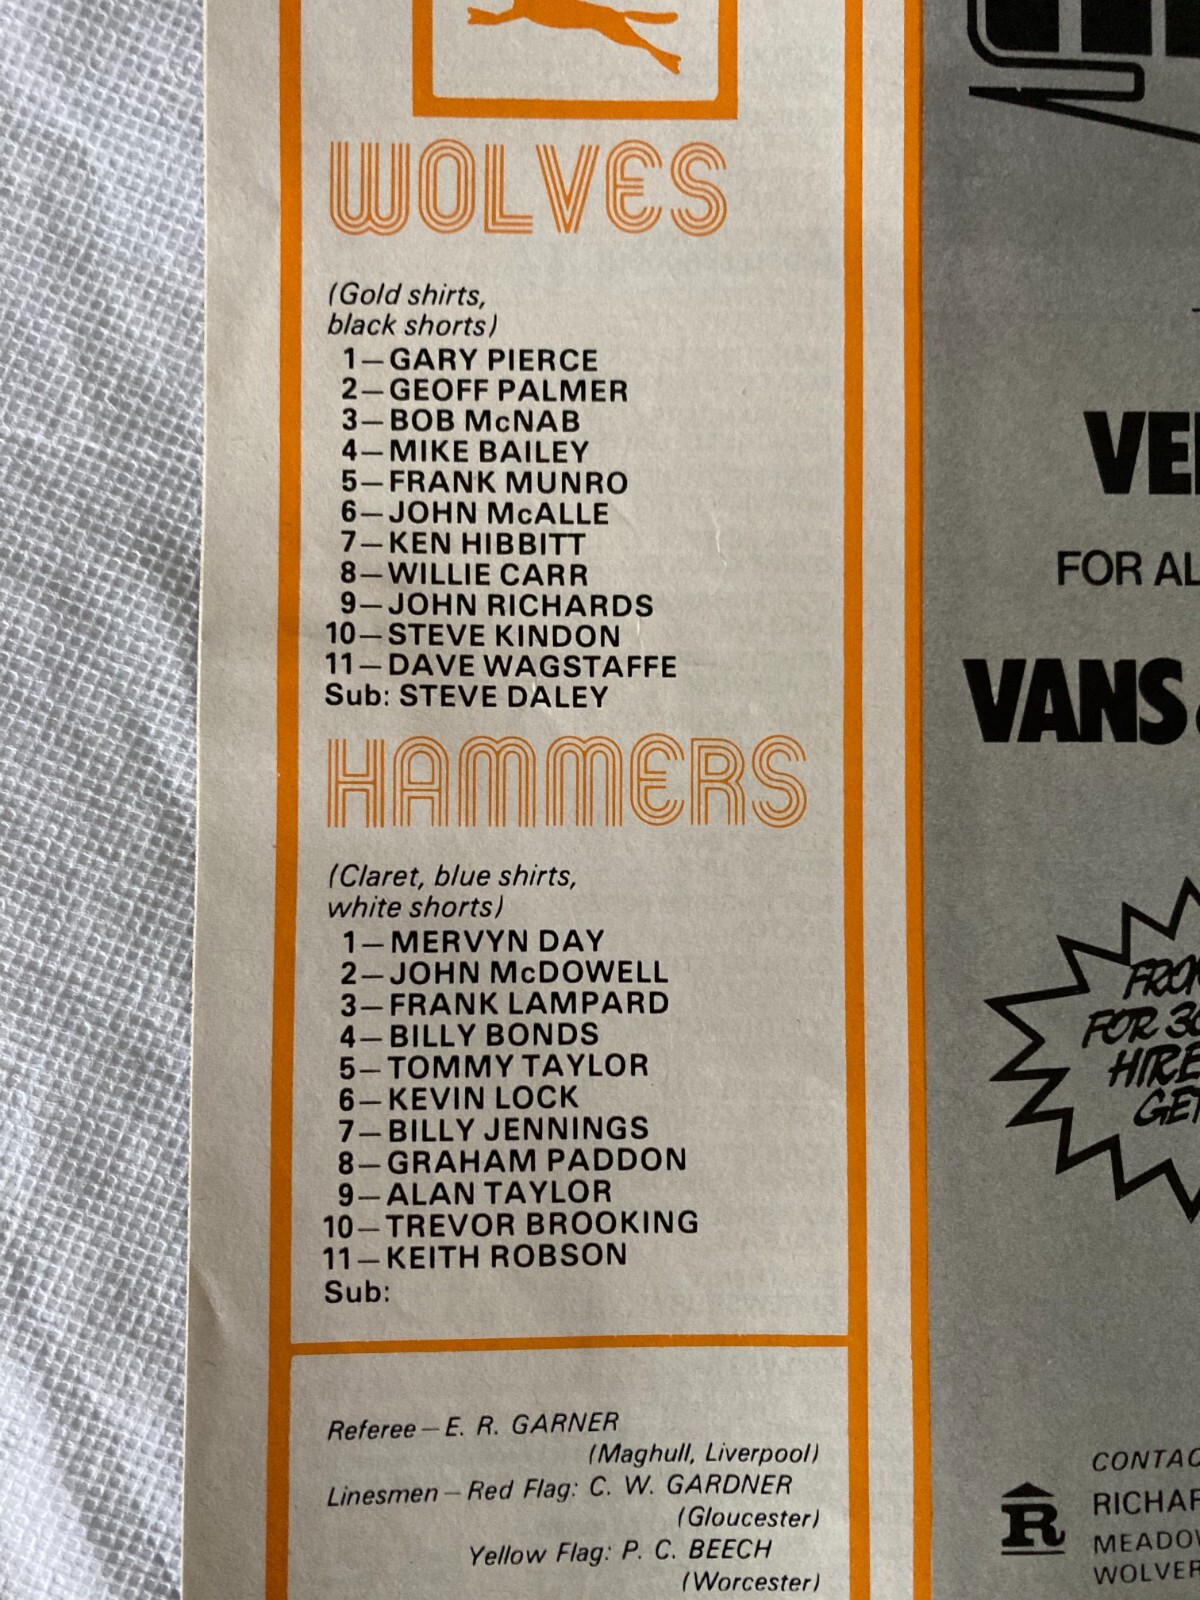 WOLVES
(Gold shirts,
black shorts)
1—GARY PIERCE
2—GEOFF PALMER
3—BOB McNAB
4—MIKE BAILEY
5—FRANK MUNRO
6—JOHN McALLE
7—KEN HIBBITT
8—WILLIE CARR
9—JOHN RICHARDS
10—STEVE KINDON
11—DAVE WAGSTAFFE
Sub: STEVE DALEY
HAMMERS
(Claret, blue shirts,
white shorts)
1—MERVYN DAY
2—JOHN McDOWELL
3—FRANK LAMPARD
4—BILLY BONDS
5—TOMMY TAYLOR
6—KEVIN LOCK
7—BILLY JENNINGS
8—GRAHAM PADDON
9—ALAN TAYLOR
10—TREVOR BROOKING
11—KEITH ROBSON
Sub:
Referee—E. R. GARNER
(Maghull, Liverpool)
Linesmen—Red Flag: C. W. GARDNER
(Gloucester)
Yellow Flag: P. C. BEECH
(Worcester)
FOR
VANS
FOR
HIRE
R